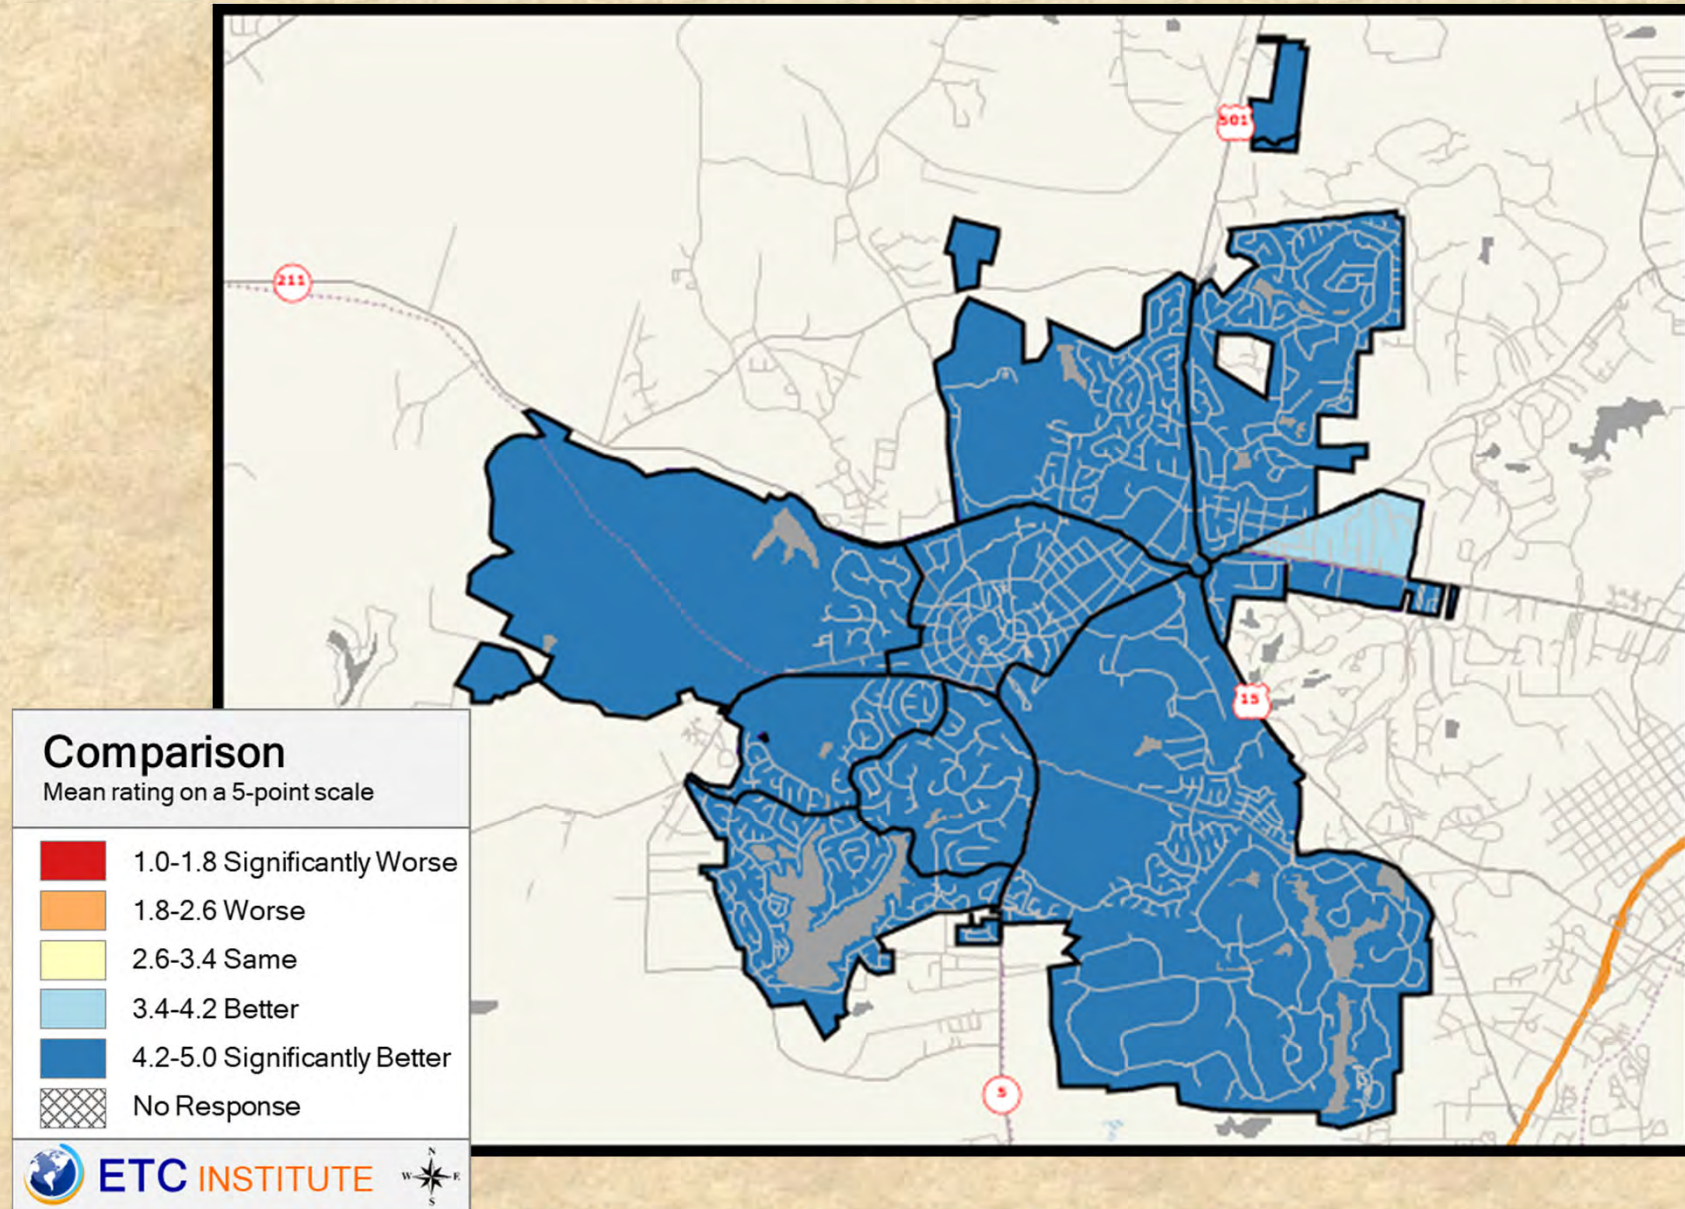 501
211
15
5
Comparison
Mean rating on a 5-point scale
1.0-1.8 Significantly Worse
1.8-2.6 Worse
2.6-3.4 Same
3.4-4.2 Better
4.2-5.0 Significantly Better
No Response
ETC INSTITUTE
N
W E
S